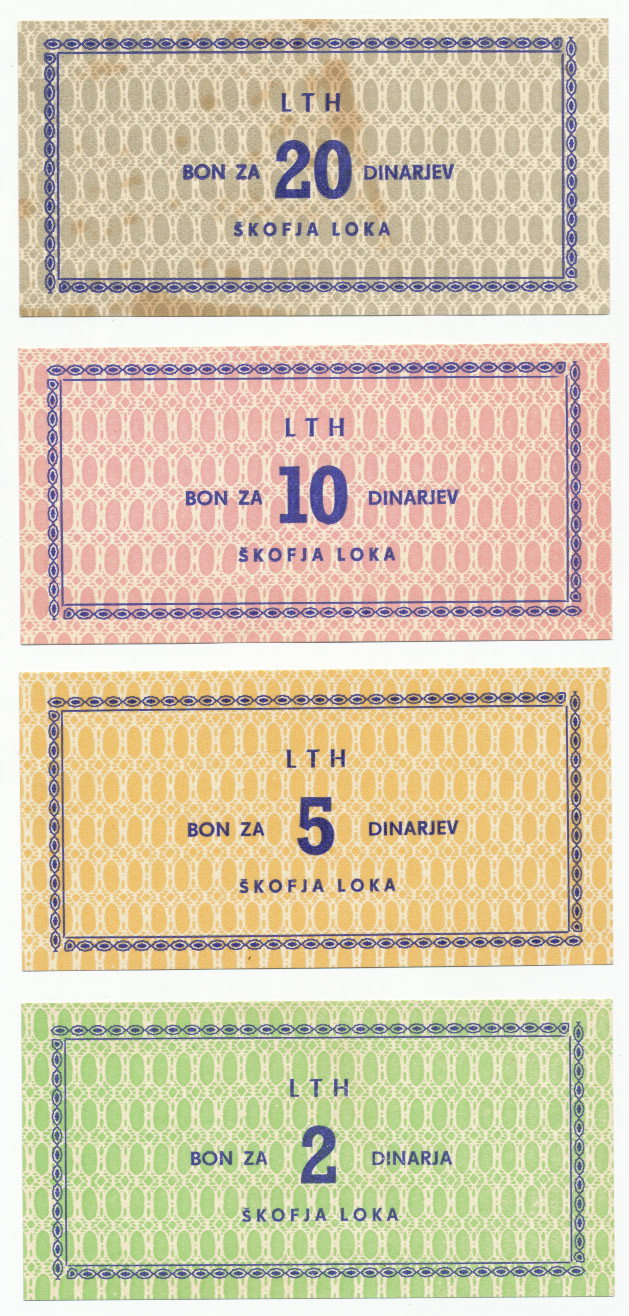 LTH
BON ZA 20 DINARJEV
ŠKOFJA LOKA
LTH
BON ZA 10 DINARJEV
ŠKOFJA LOKA
LTH
BON ZA 5 DINARJEV
ŠKOFJA LOKA
LTH
BON ZA 2 DINARJA
ŠKOFJA LOKA